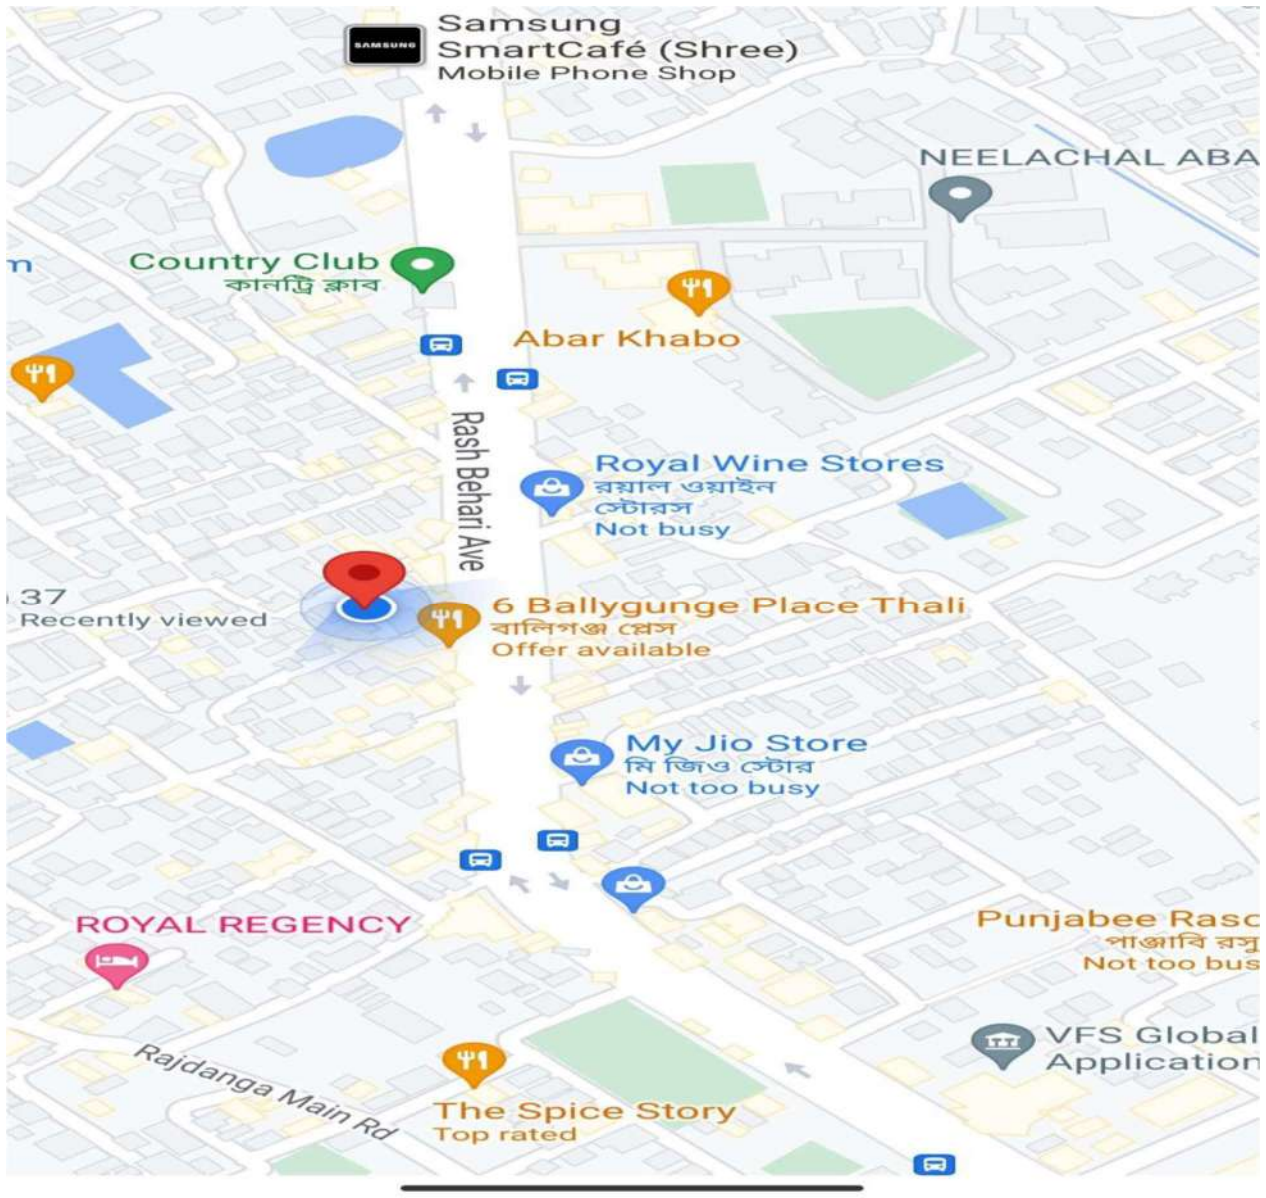 Samsung
SmartCafé (Shree)
Mobile Phone Shop
SAMSUNG
NEELACHAL ABA
Country Club
কানট্রি ক্লাব
m
Abar Khabo
Rash Behari Ave
Royal Wine Stores
রয়াল ওয়াইন
স্টোরস
Not busy
37
Recently viewed
6 Ballygunge Place Thali
বালিগঞ্জ প্লেস
Offer available
My Jio Store
মি জিও স্টোর
Not too busy
ROYAL REGENCY
Punjabee Raso
পাঞ্জাবি রসু
Not too bus
VFS Global
Application
Rajdanga Main Rd
The Spice Story
Top rated